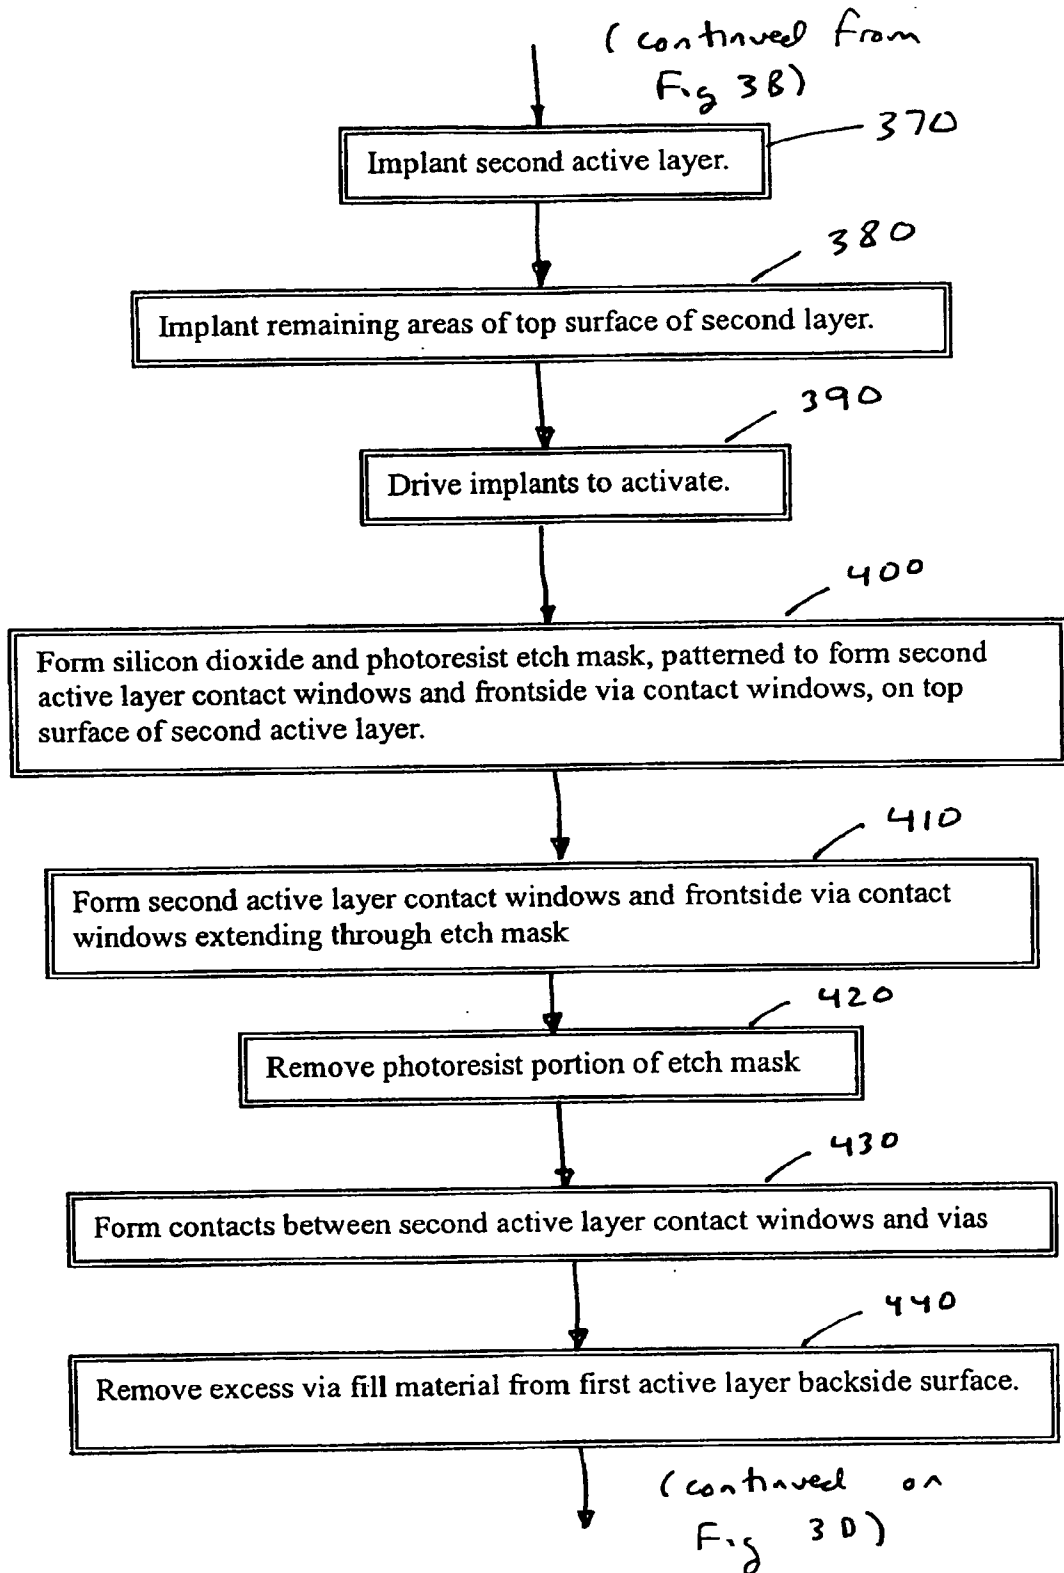 (continued from
Fig 3B)
370
Implant second active layer.
380
Implant remaining areas of top surface of second layer.
390
Drive implants to activate.
400
Form silicon dioxide and photoresist etch mask, patterned to form second
active layer contact windows and frontside via contact windows, on top
surface of second active layer.
410
Form second active layer contact windows and frontside via contact
windows extending through etch mask
420
Remove photoresist portion of etch mask
430
Form contacts between second active layer contact windows and vias
440
Remove excess via fill material from first active layer backside surface.
(continued on
Fig 3D)